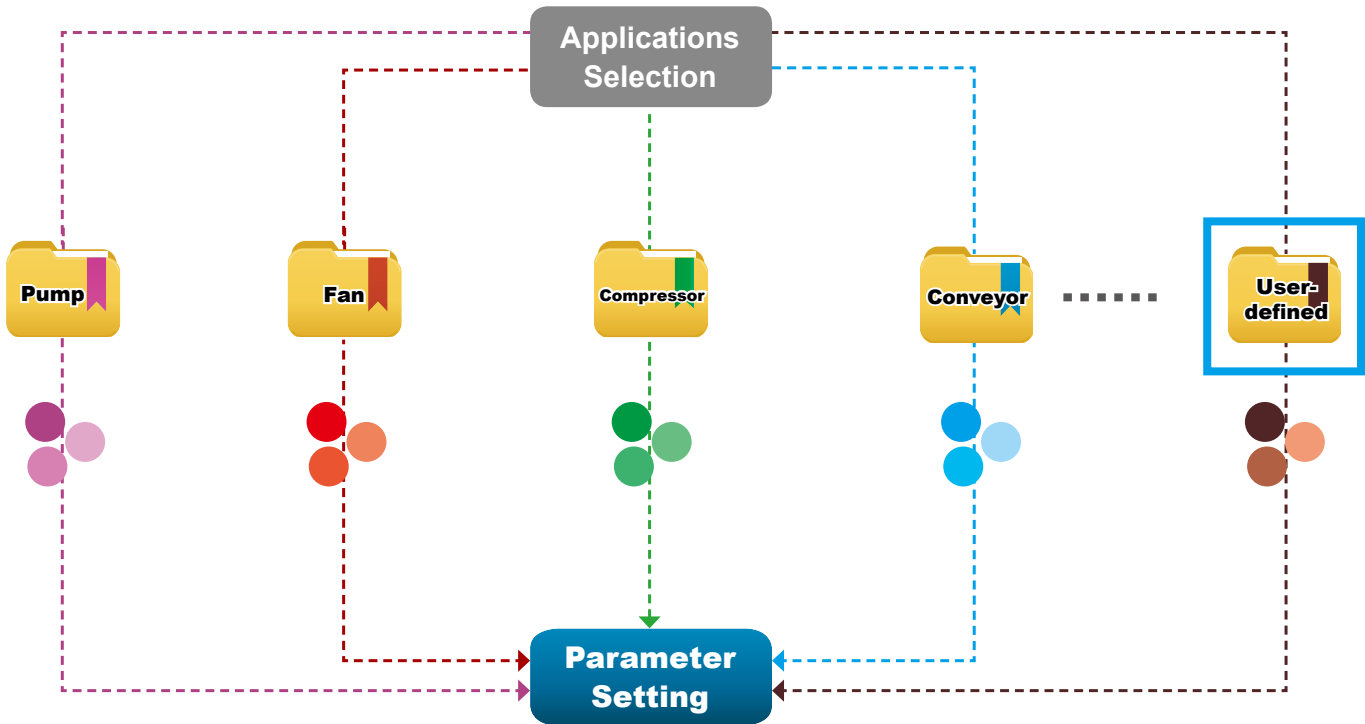 Applications
Selection
Pump
Fan
Compressor
Conveyor
User-
defined
Parameter
Setting